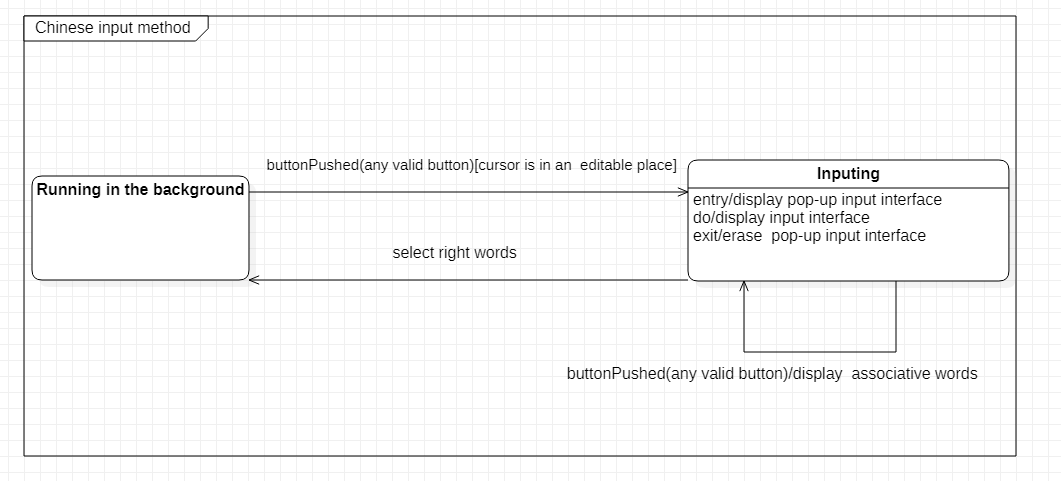 Chinese input method
buttonPushed(any valid button)[cursor is in an  editable place]
Running in the background
Inputing
entry/display pop-up input interface
do/display input interface
exit/erase  pop-up input interface
select right words
buttonPushed(any valid button)/display  associative words